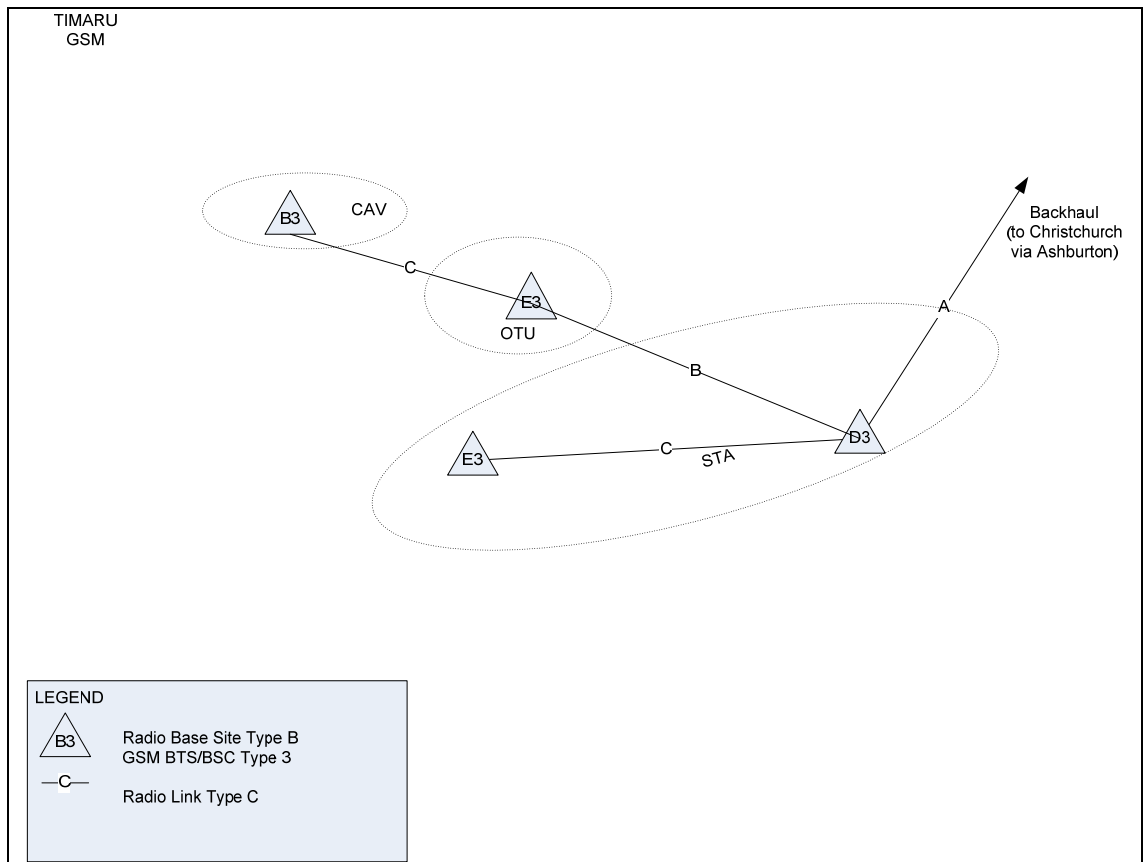 TIMARU
GSM
B3
CAV
C
E3
OTU
Backhaul
(to Christchurch
via Ashburton)
A
B
D3
E3
C
STA
LEGEND
B3
Radio Base Site Type B
GSM BTS/BSC Type 3
C
Radio Link Type C